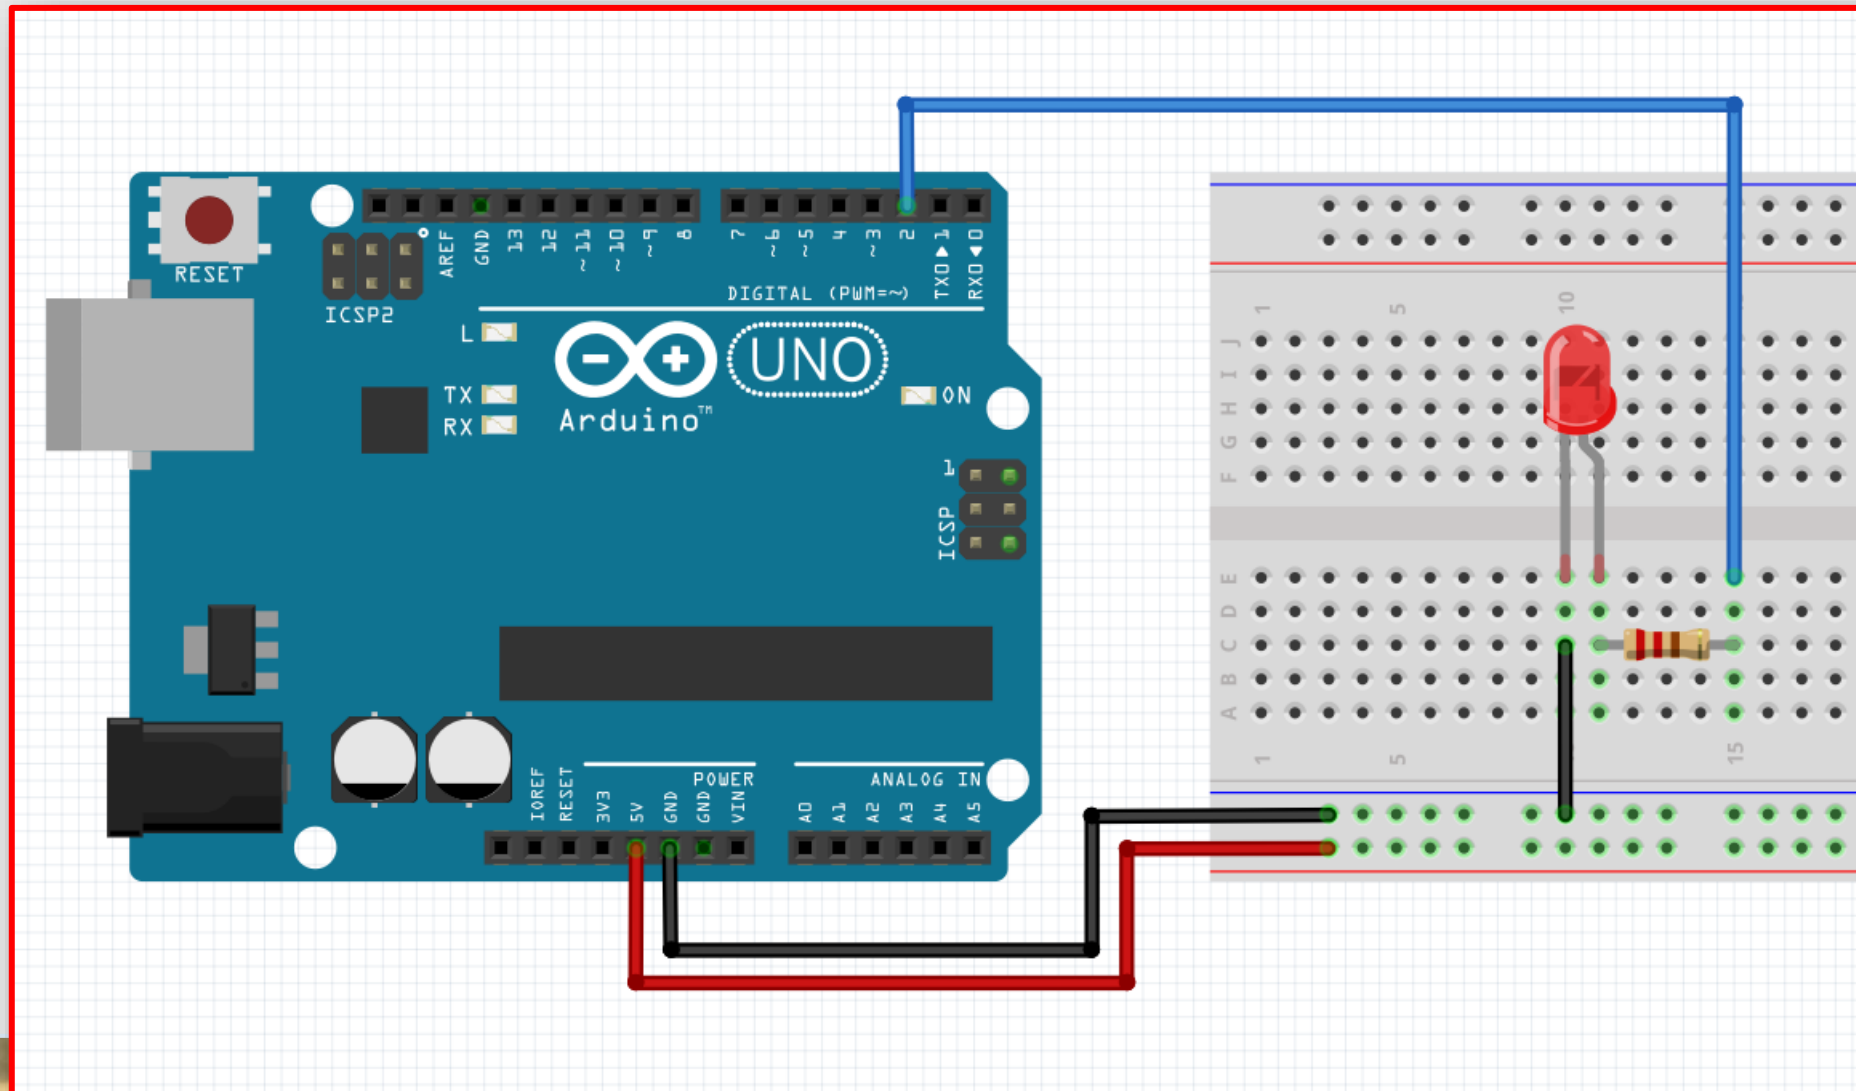 RESET
ICSP2
AREF
GND
13
12
~11
~10
~9
8
7
~6
~5
4
~3
2
TX0▶1
RX0◀0
DIGITAL (PWM=~)
L
TX
RX
UNO
Arduino™
ON
1
ICSP
IOREF
RESET
3V3
5V
GND
GND
VIN
POWER
A0
A1
A2
A3
A4
A5
ANALOG IN
1
5
10
J
I
H
G
F
E
D
C
B
A
1
5
15